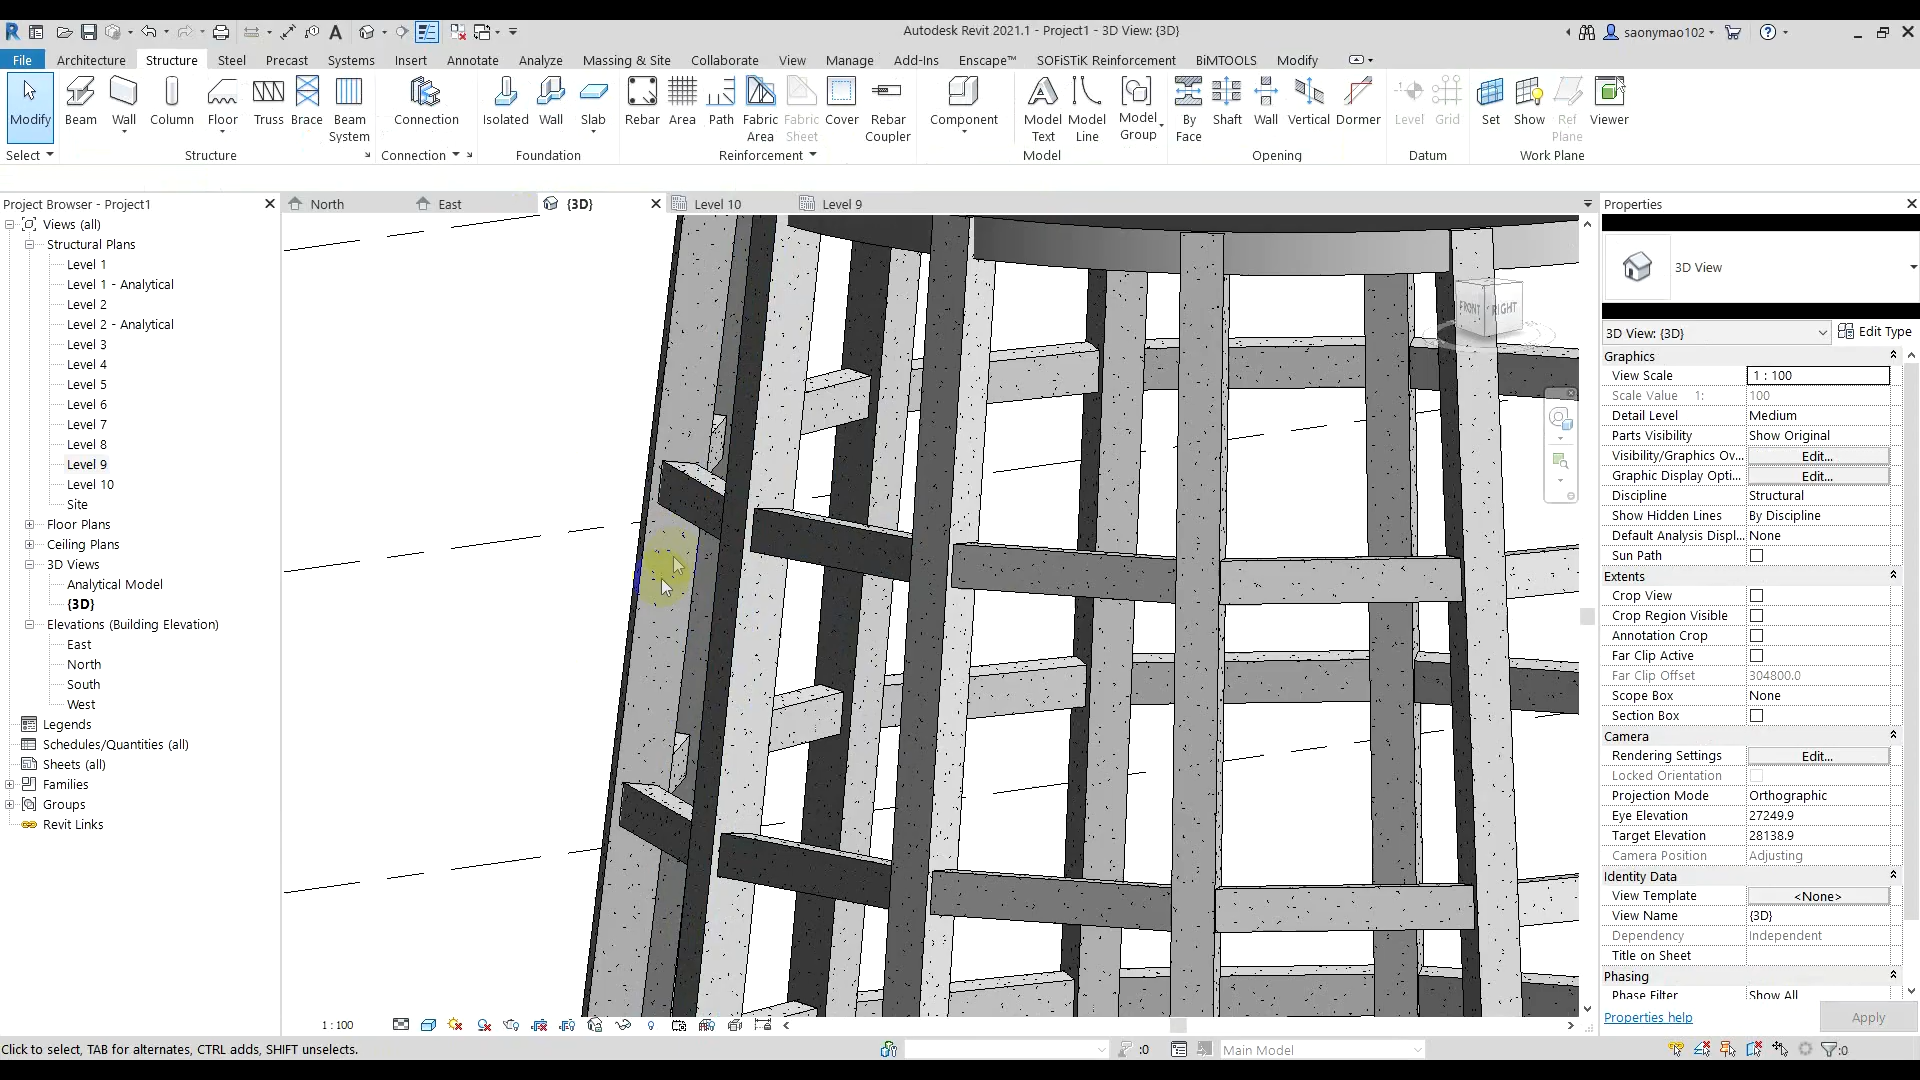 Autodesk Revit 2021.1 - Project1 - 3D View: {3D}
saonymao102
File Architecture Structure Steel Precast Systems Insert Annotate Analyze Massing & Site Collaborate View Manage Add-Ins Enscape™ SOFiSTiK Reinforcement BiMTOOLS Modify
Modify Beam Wall Column Floor Truss Brace Beam System Connection Isolated Wall Slab Rebar Area Path Fabric Area Fabric Sheet Cover Rebar Coupler Component Model Text Model Line Model Group By Face Shaft Wall Vertical Dormer Level Grid Set Show Ref Plane Viewer
Select Structure Connection Foundation Reinforcement Model Opening Datum Work Plane
Project Browser - Project1
North East {3D} Level 10 Level 9
Properties
Views (all)
Structural Plans
Level 1
Level 1 - Analytical
Level 2
Level 2 - Analytical
Level 3
Level 4
Level 5
Level 6
Level 7
Level 8
Level 9
Level 10
Site
Floor Plans
Ceiling Plans
3D Views
Analytical Model
{3D}
Elevations (Building Elevation)
East
North
South
West
Legends
Schedules/Quantities (all)
Sheets (all)
Families
Groups
Revit Links
FRONT RIGHT
3D View
3D View: {3D} Edit Type
Graphics
View Scale 1 : 100
Scale Value 1: 100
Detail Level Medium
Parts Visibility Show Original
Visibility/Graphics Ov... Edit...
Graphic Display Opti... Edit...
Discipline Structural
Show Hidden Lines By Discipline
Default Analysis Displ... None
Sun Path
Extents
Crop View
Crop Region Visible
Annotation Crop
Far Clip Active
Far Clip Offset 304800.0
Scope Box None
Section Box
Camera
Rendering Settings Edit...
Locked Orientation
Projection Mode Orthographic
Eye Elevation 27249.9
Target Elevation 28138.9
Camera Position Adjusting
Identity Data
View Template <None>
View Name {3D}
Dependency Independent
Title on Sheet
Phasing
Phase Filter Show All
Properties help Apply
1 : 100
Click to select, TAB for alternates, CTRL adds, SHIFT unselects.
:0
Main Model
:0